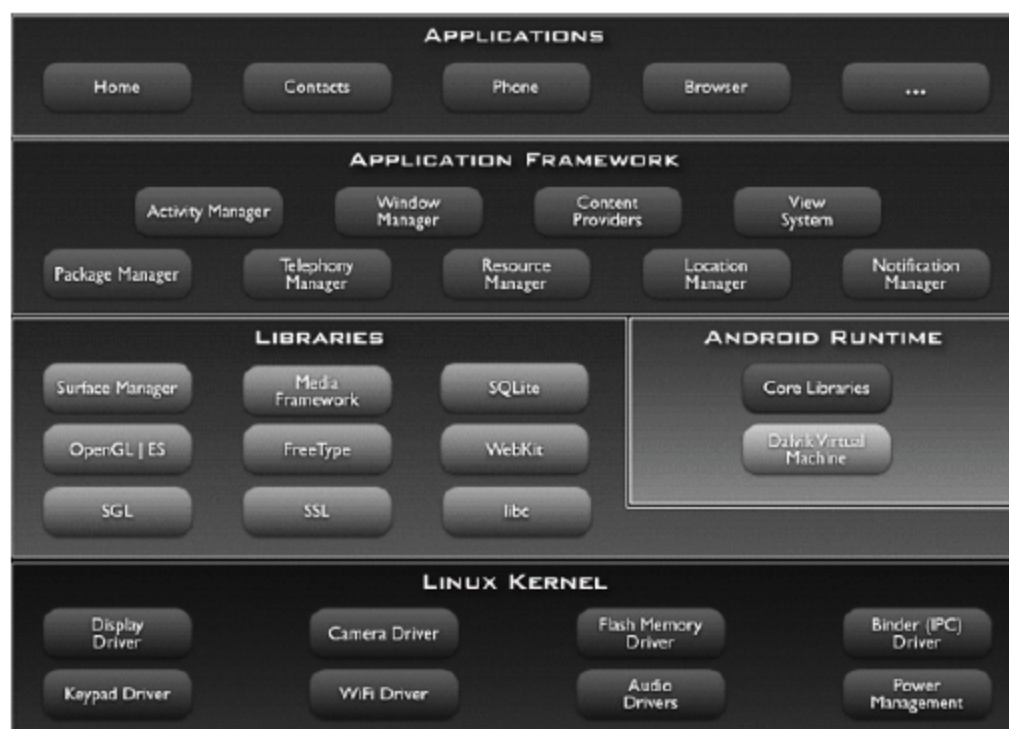 APPLICATIONS
Home
Contacts
Phone
Browser
...
APPLICATION FRAMEWORK
Activity Manager
Window
Manager
Content
Providers
View
System
Package Manager
Telephony
Manager
Resource
Manager
Location
Manager
Notification
Manager
LIBRARIES
Surface Manager
Media
Framework
SQLite
OpenGL | ES
FreeType
WebKit
SGL
SSL
libc
ANDROID RUNTIME
Core Libraries
Dalvik Virtual
Machine
LINUX KERNEL
Display
Driver
Camera Driver
Flash Memory
Driver
Binder (IPC)
Driver
Keypad Driver
WiFi Driver
Audio
Drivers
Power
Management